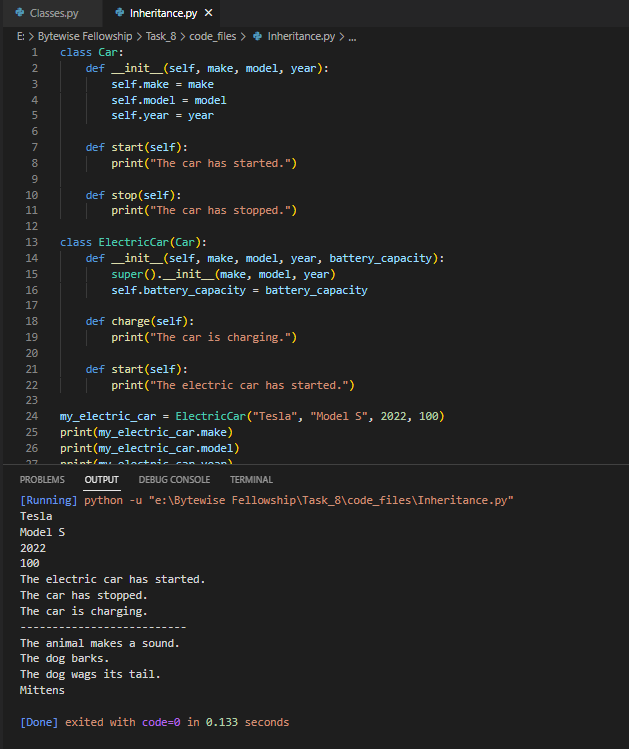 Classes.py Inheritance.py ×
E: > Bytewise Fellowship > Task_8 > code_files > Inheritance.py > ...
1 class Car:
2 def __init__(self, make, model, year):
3 self.make = make
4 self.model = model
5 self.year = year
6
7 def start(self):
8 print("The car has started.")
9
10 def stop(self):
11 print("The car has stopped.")
12
13 class ElectricCar(Car):
14 def __init__(self, make, model, year, battery_capacity):
15 super().__init__(make, model, year)
16 self.battery_capacity = battery_capacity
17
18 def charge(self):
19 print("The car is charging.")
20
21 def start(self):
22 print("The electric car has started.")
23
24 my_electric_car = ElectricCar("Tesla", "Model S", 2022, 100)
25 print(my_electric_car.make)
26 print(my_electric_car.model)
27 print(my_electric_car.year)
PROBLEMS OUTPUT DEBUG CONSOLE TERMINAL
[Running] python -u "e:\Bytewise Fellowship\Task_8\code_files\Inheritance.py"
Tesla
Model S
2022
100
The electric car has started.
The car has stopped.
The car is charging.
--------------------------
The animal makes a sound.
The dog barks.
The dog wags its tail.
Mittens
[Done] exited with code=0 in 0.133 seconds